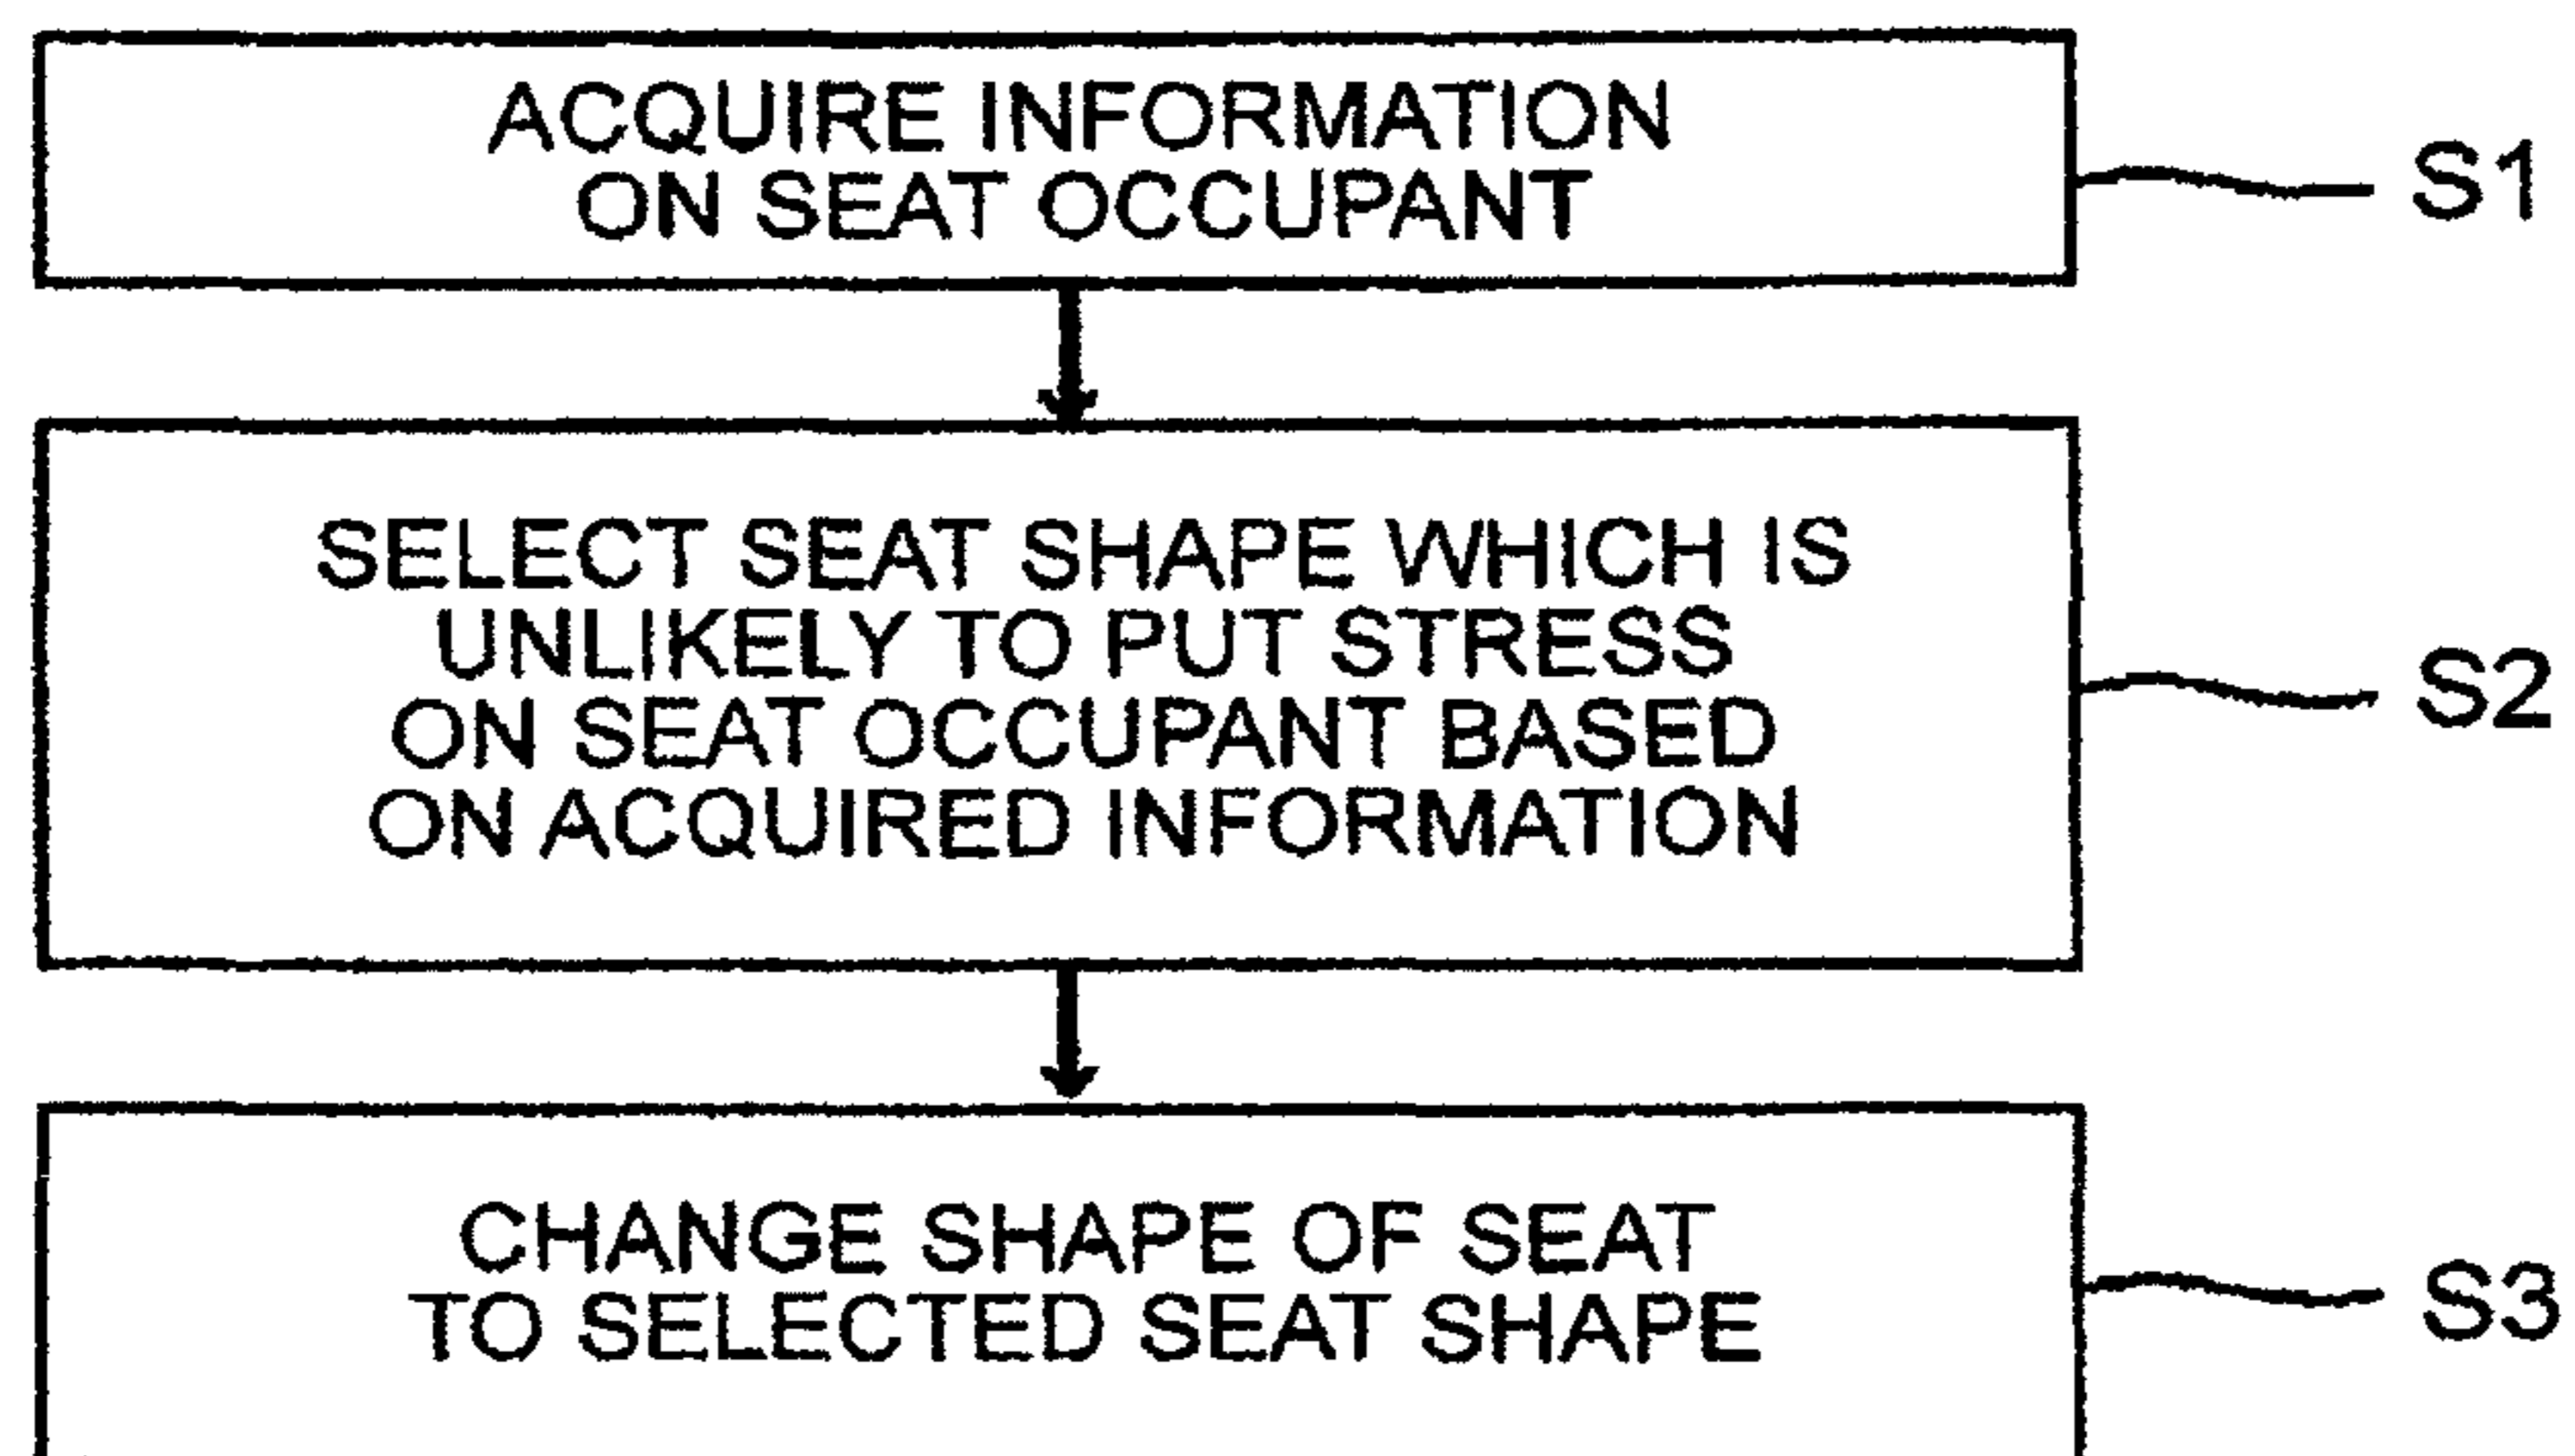 ACQUIRE INFORMATION
ON SEAT OCCUPANT
S1
SELECT SEAT SHAPE WHICH IS
UNLIKELY TO PUT STRESS
ON SEAT OCCUPANT BASED
ON ACQUIRED INFORMATION
S2
CHANGE SHAPE OF SEAT
TO SELECTED SEAT SHAPE
S3